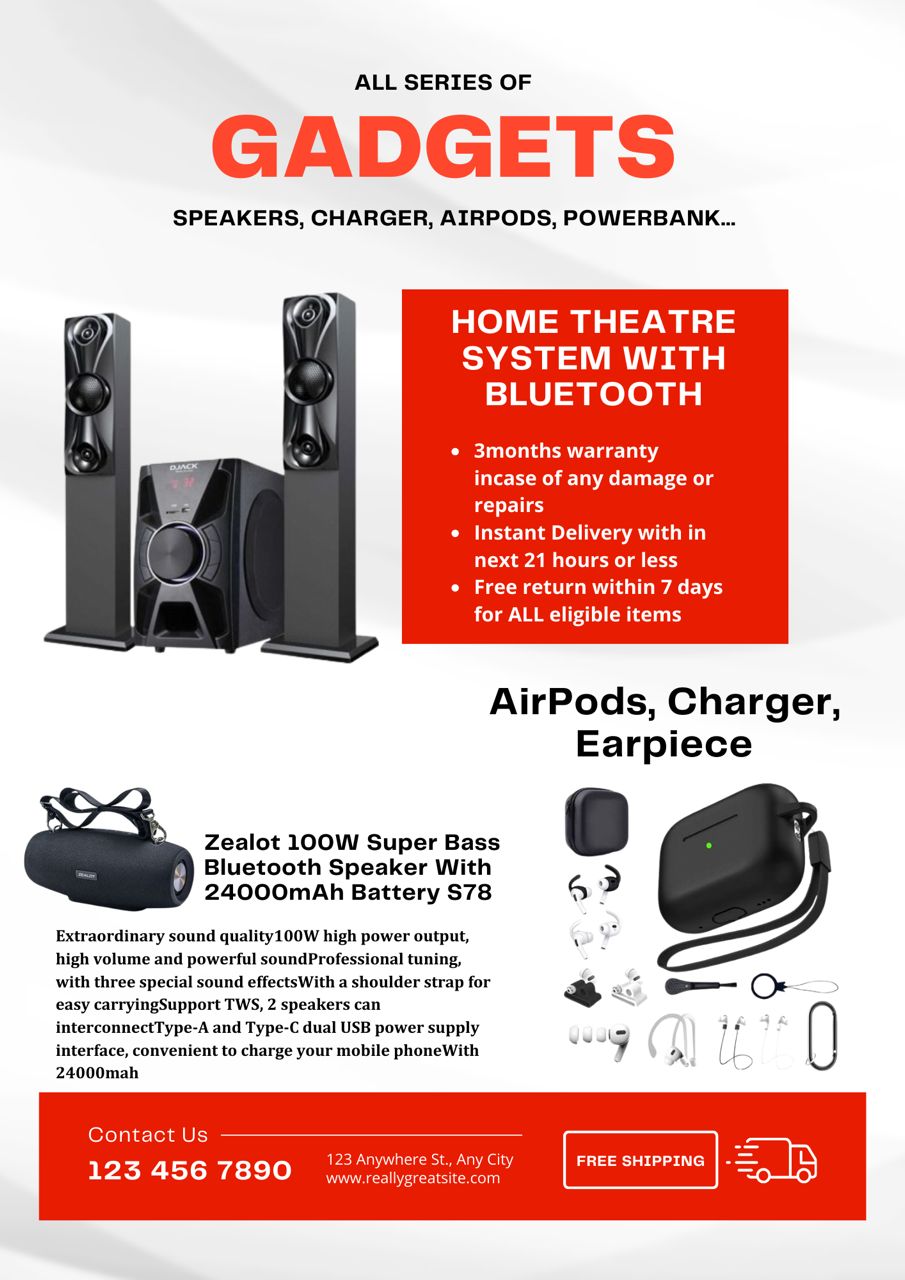 ALL SERIES OF
GADGETS
SPEAKERS, CHARGER, AIRPODS, POWERBANK...
DJACK
HOME THEATRE
SYSTEM WITH
BLUETOOTH
• 3months warranty
incase of any damage or
repairs
• Instant Delivery with in
next 21 hours or less
• Free return within 7 days
for ALL eligible items
AirPods, Charger,
Earpiece
ZEALOT
Zealot 100W Super Bass
Bluetooth Speaker With
24000mAh Battery S78
Extraordinary sound quality100W high power output,
high volume and powerful soundProfessional tuning,
with three special sound effectsWith a shoulder strap for
easy carryingSupport TWS, 2 speakers can
interconnectType-A and Type-C dual USB power supply
interface, convenient to charge your mobile phoneWith
24000mah
Contact Us
123 456 7890
123 Anywhere St., Any City
www.reallygreatsite.com
FREE SHIPPING